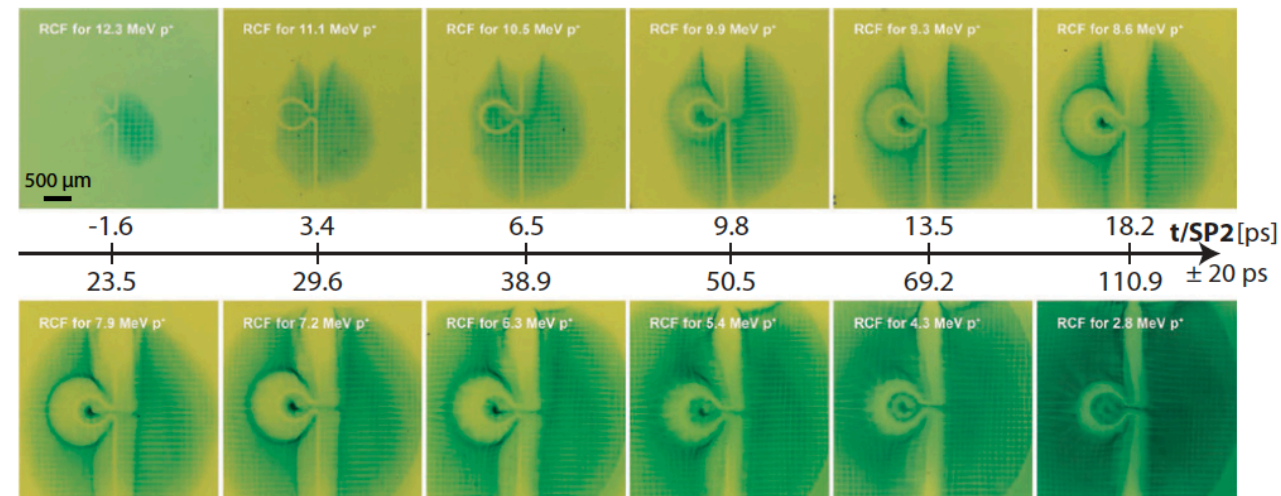 RCF for 12.3 MeV p⁺
RCF for 11.1 MeV p⁺
RCF for 10.5 MeV p⁺
RCF for 9.9 MeV p⁺
RCF for 9.3 MeV p⁺
RCF for 8.6 MeV p⁺
500 µm
-1.6
3.4
6.5
9.8
13.5
18.2
t/SP2 [ps]
23.5
29.6
38.9
50.5
69.2
110.9
± 20 ps
RCF for 7.9 MeV p⁺
RCF for 7.2 MeV p⁺
RCF for 6.3 MeV p⁺
RCF for 5.4 MeV p⁺
RCF for 4.3 MeV p⁺
RCF for 2.8 MeV p⁺